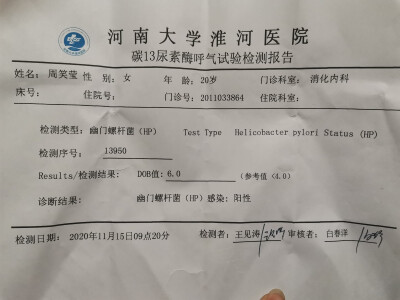 河南大学淮河医院
碳13尿素酶呼气试验检测报告
姓名: 周笑莹 性 别: 女 年 龄: 20岁 门诊科室: 消化内科
床号: 住院号: 门诊号: 2011033864 住院科室:
检测类型: 幽门螺杆菌（HP） Test Type Helicobacter pylori Status (HP)
检测序号: 13950
Results/检测结果: DOB值: 6.0 (参考值 <4.0)
诊断结果: 幽门螺杆菌（HP）感染: 阳性
检测日期: 2020年11月15日09点20分 检测者: 王见涛 审核者: 白春洋